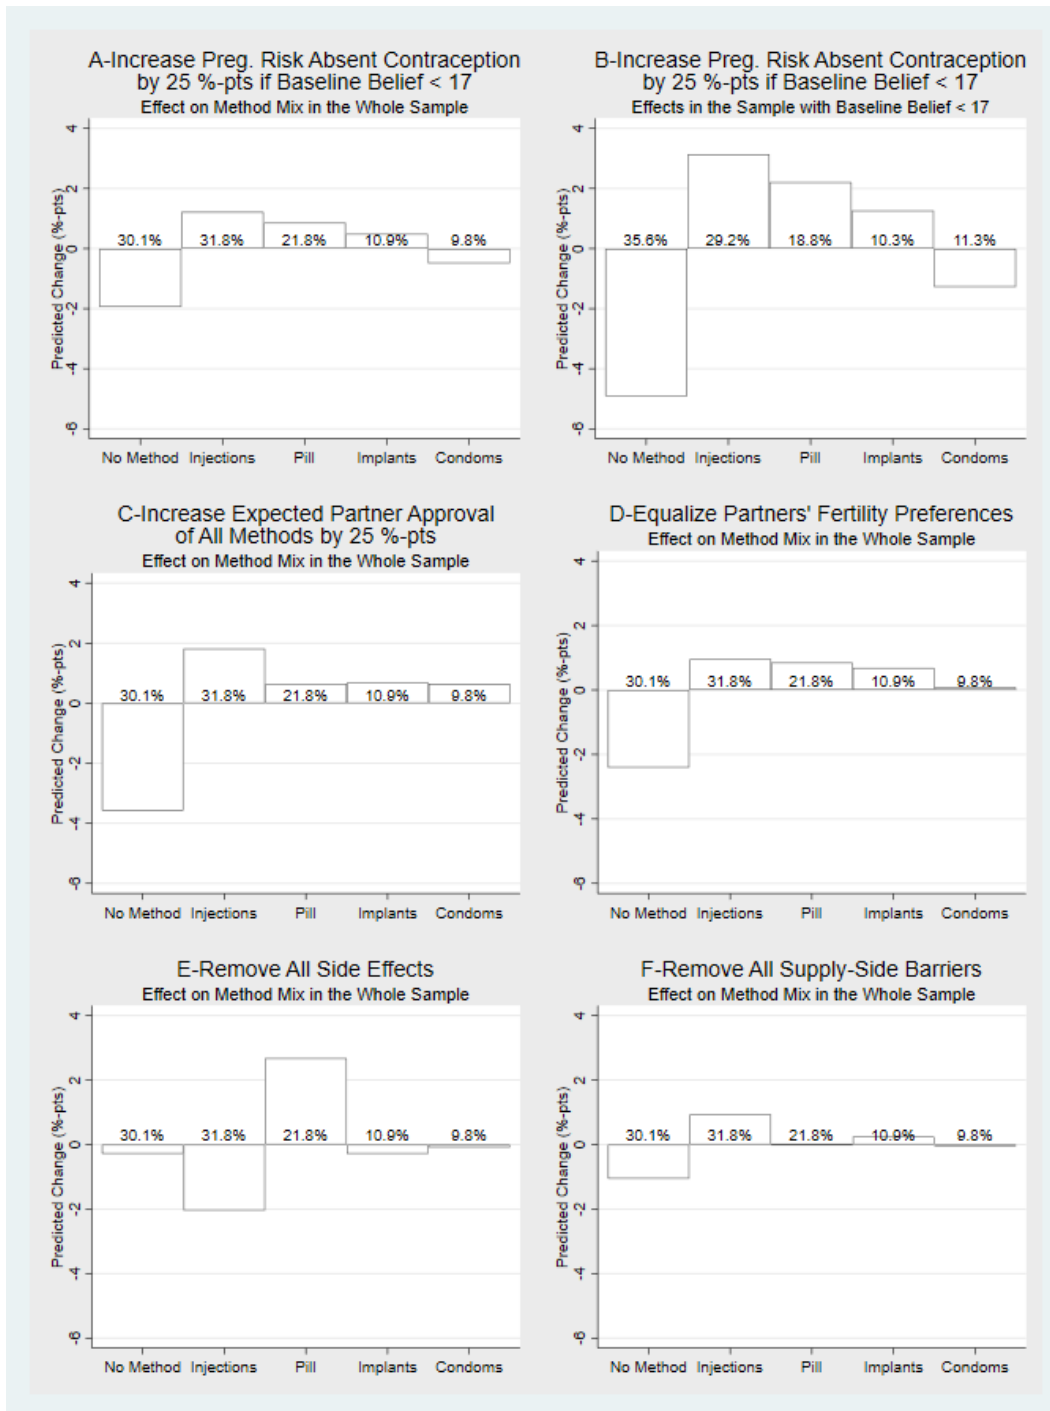 A-Increase Preg. Risk Absent Contraception
by 25 %-pts if Baseline Belief < 17
Effect on Method Mix in the Whole Sample
Predicted Change (%-pts)
4
2
0
-2
-4
-6
30.1% 31.8% 21.8% 10.9% 9.8%
No Method Injections Pill Implants Condoms
B-Increase Preg. Risk Absent Contraception
by 25 %-pts if Baseline Belief < 17
Effects in the Sample with Baseline Belief < 17
Predicted Change (%-pts)
4
2
0
-2
-4
-6
35.6% 29.2% 18.8% 10.3% 11.3%
No Method Injections Pill Implants Condoms
C-Increase Expected Partner Approval
of All Methods by 25 %-pts
Effect on Method Mix in the Whole Sample
Predicted Change (%-pts)
4
2
0
-2
-4
-6
30.1% 31.8% 21.8% 10.9% 9.8%
No Method Injections Pill Implants Condoms
D-Equalize Partners' Fertility Preferences
Effect on Method Mix in the Whole Sample
Predicted Change (%-pts)
4
2
0
-2
-4
-6
30.1% 31.8% 21.8% 10.9% 9.8%
No Method Injections Pill Implants Condoms
E-Remove All Side Effects
Effect on Method Mix in the Whole Sample
Predicted Change (%-pts)
4
2
0
-2
-4
-6
30.1% 31.8% 21.8% 10.9% 9.8%
No Method Injections Pill Implants Condoms
F-Remove All Supply-Side Barriers
Effect on Method Mix in the Whole Sample
Predicted Change (%-pts)
4
2
0
-2
-4
-6
30.1% 31.8% 21.8% 10.9% 9.8%
No Method Injections Pill Implants Condoms